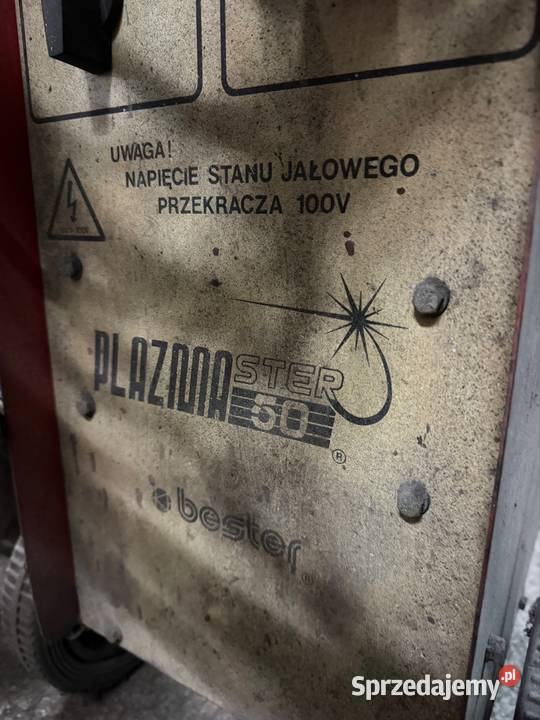 UWAGA!
NAPIĘCIE STANU JAŁOWEGO
PRZEKRACZA 100V
PLAZMASTER
50
®
bester
®
Sprzedajemy.pl